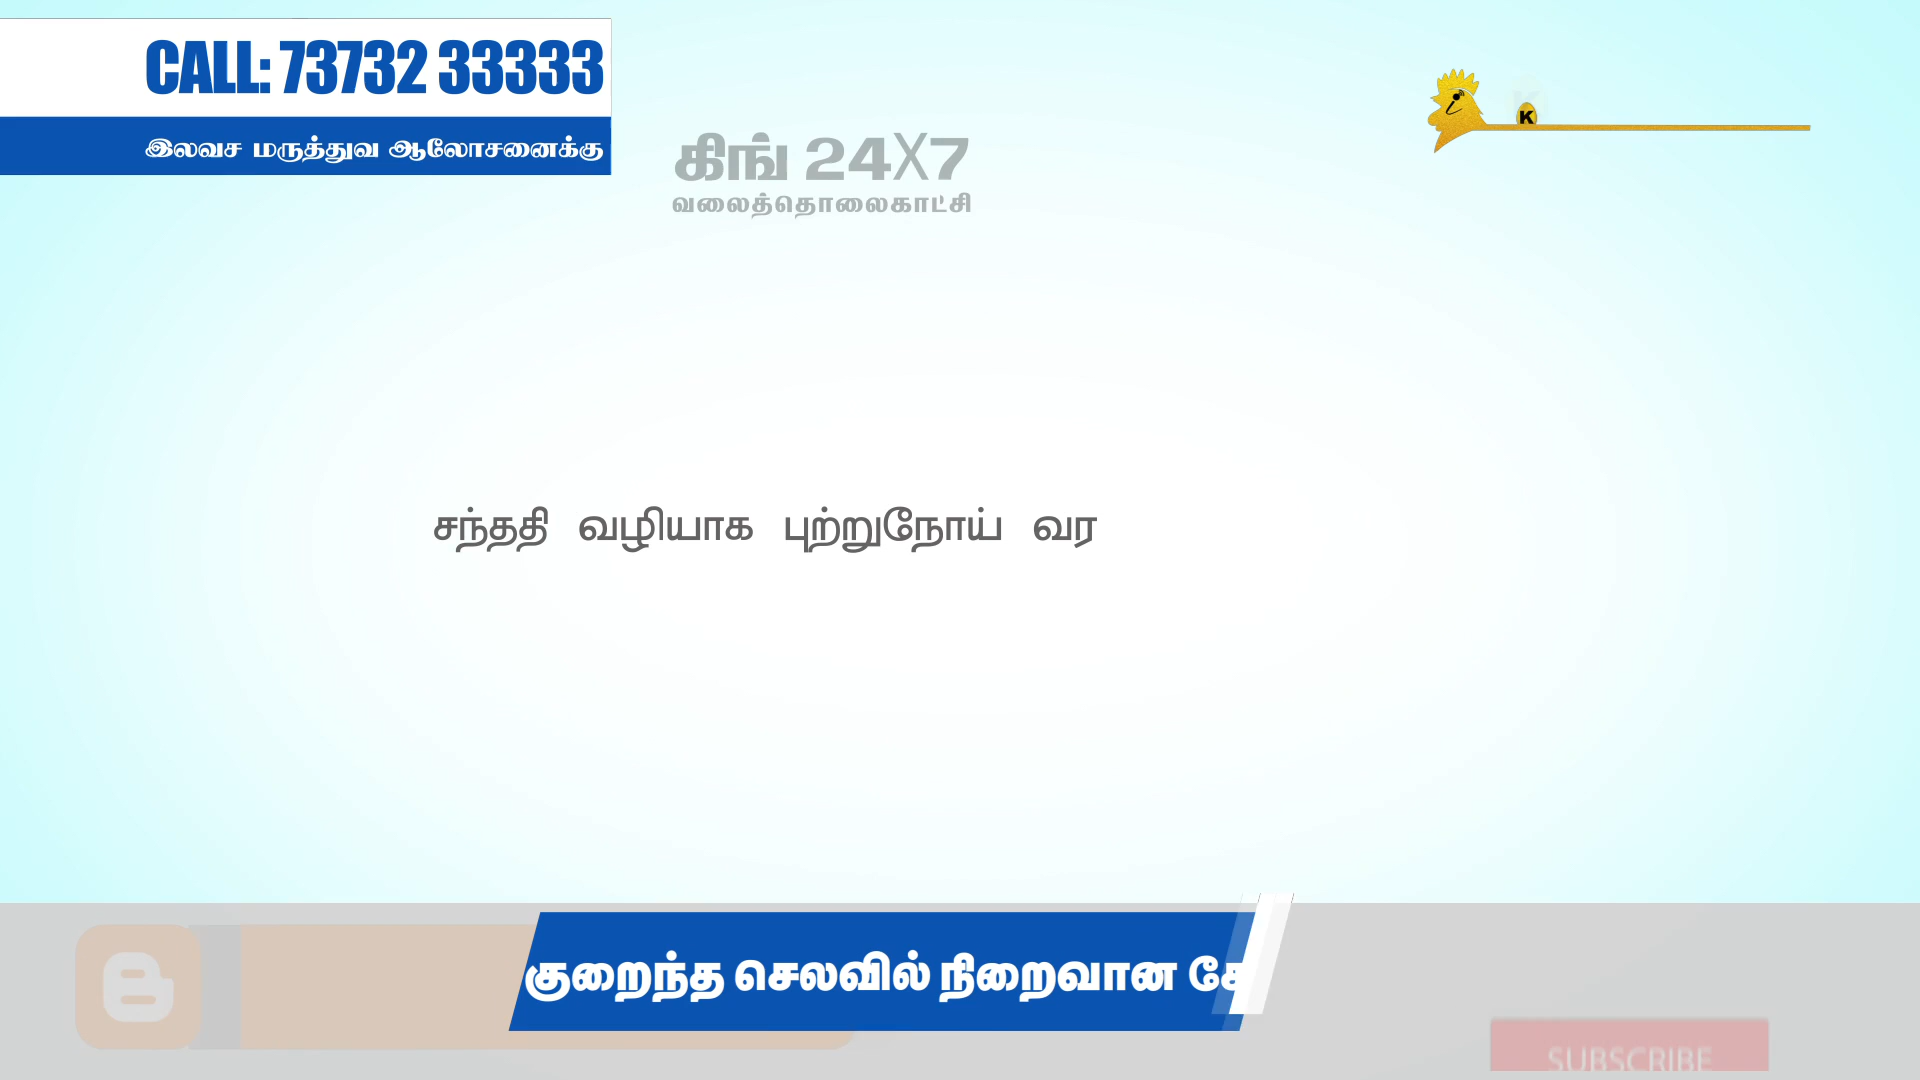 CALL: 73732 33333
இலவச மருத்துவ ஆலோசனைக்கு
கிங் 24X7
வலைத்தொலைகாட்சி
K
சந்ததி வழியாக புற்றுநோய் வர
குறைந்த செலவில் நிறைவான
SUBSCRIBE